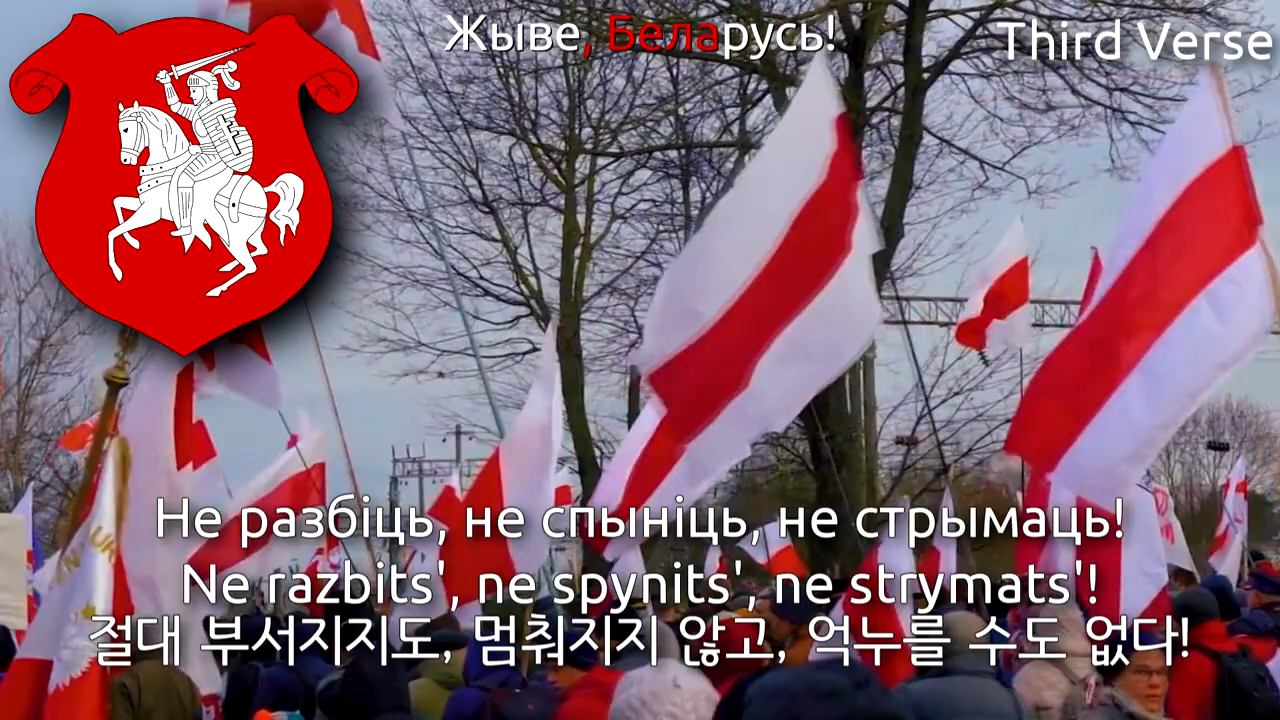 Жыве, Беларусь!
Third Verse
Не разбіць, не спыніць, не стрымаць!
Ne razbits', ne spynits', ne strymats'!
절대 부서지지도, 멈춰지지 않고, 억누를 수도 없다!